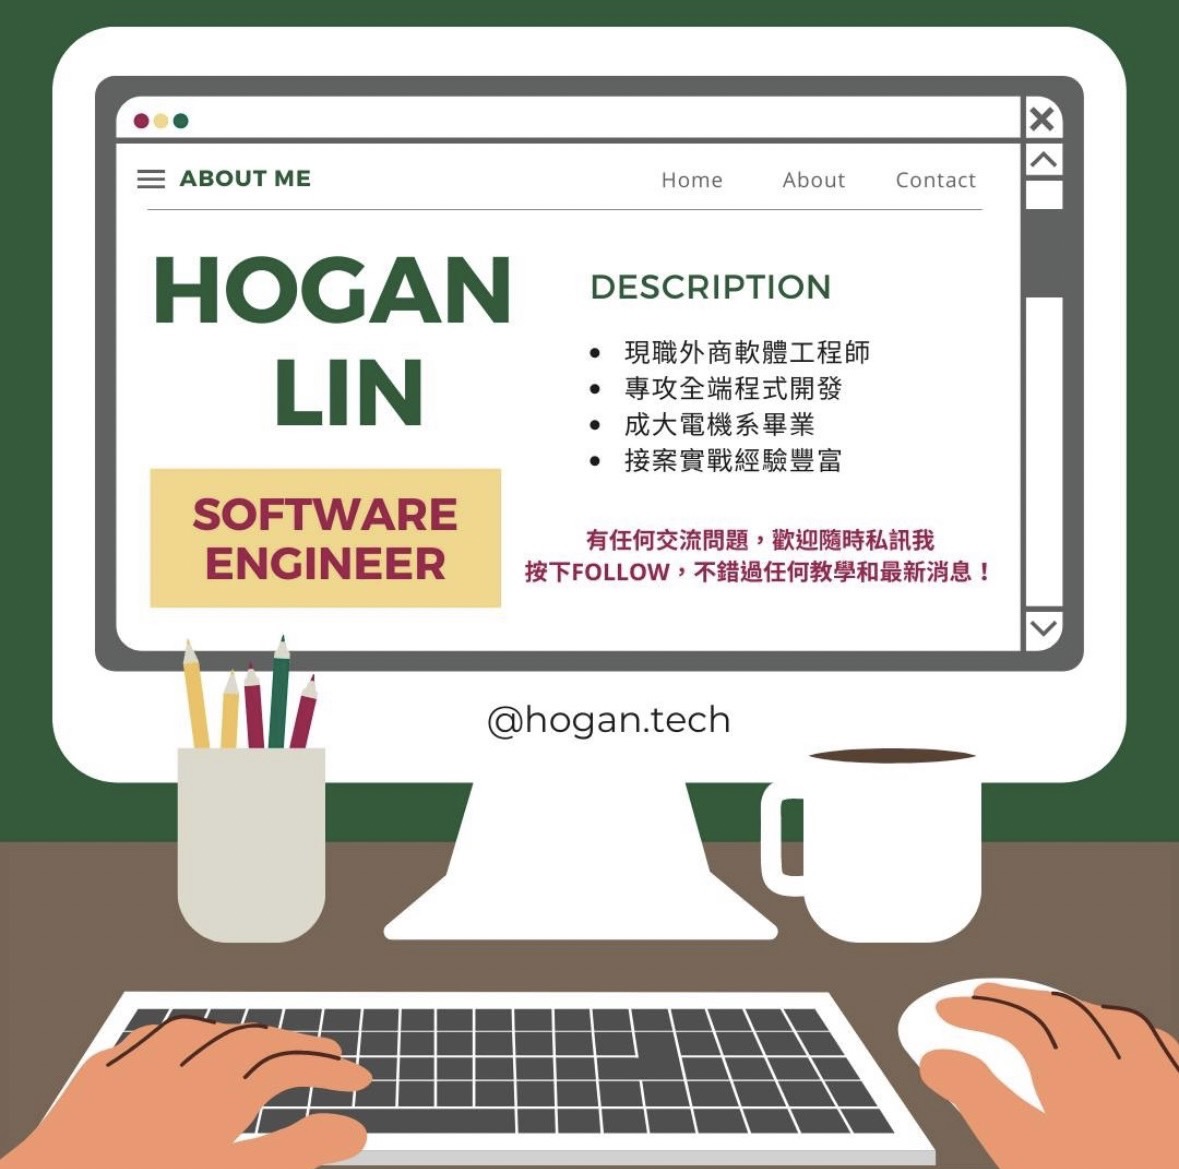 ABOUT ME
Home About Contact
HOGAN
LIN
SOFTWARE
ENGINEER
DESCRIPTION
• 現職外商軟體工程師
• 專攻全端程式開發
• 成大電機系畢業
• 接案實戰經驗豐富
有任何交流問題，歡迎隨時私訊我
按下FOLLOW，不錯過任何教學和最新消息！
@hogan.tech